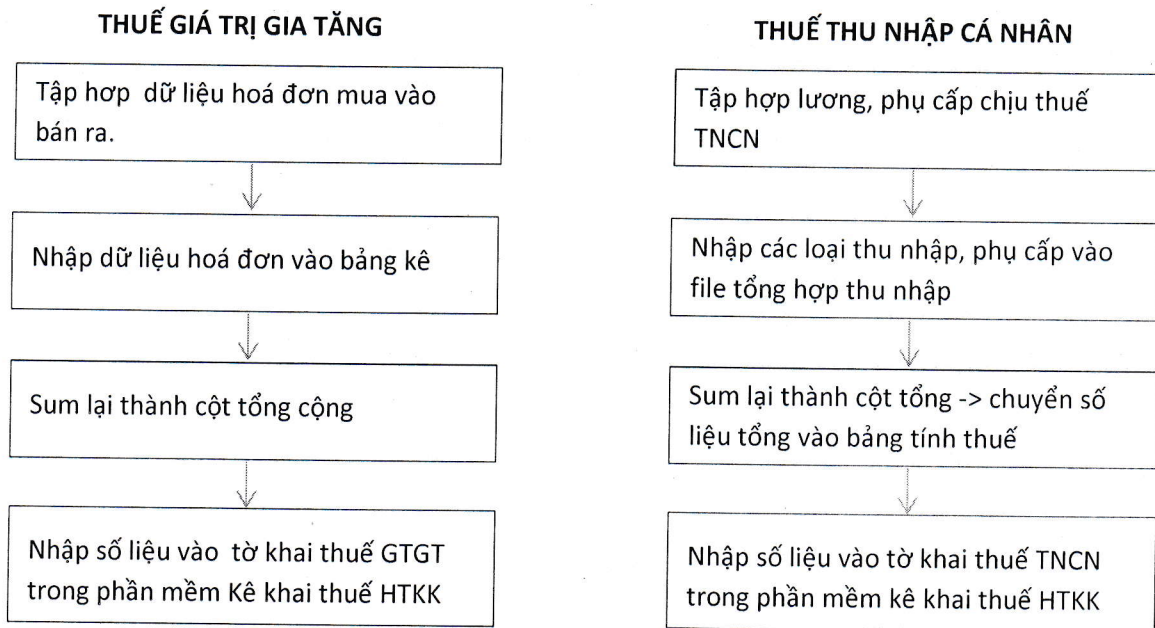 THUẾ GIÁ TRỊ GIA TĂNG
Tập hơp dữ liệu hoá đơn mua vào
bán ra.
Nhập dữ liệu hoá đơn vào bảng kê
Sum lại thành cột tổng cộng
Nhập số liệu vào tờ khai thuế GTGT
trong phần mềm Kê khai thuế HTKK
THUẾ THU NHẬP CÁ NHÂN
Tập hợp lương, phụ cấp chịu thuế
TNCN
Nhập các loại thu nhập, phụ cấp vào
file tổng hợp thu nhập
Sum lại thành cột tổng -> chuyển số
liệu tổng vào bảng tính thuế
Nhập số liệu vào tờ khai thuế TNCN
trong phần mềm kê khai thuế HTKK